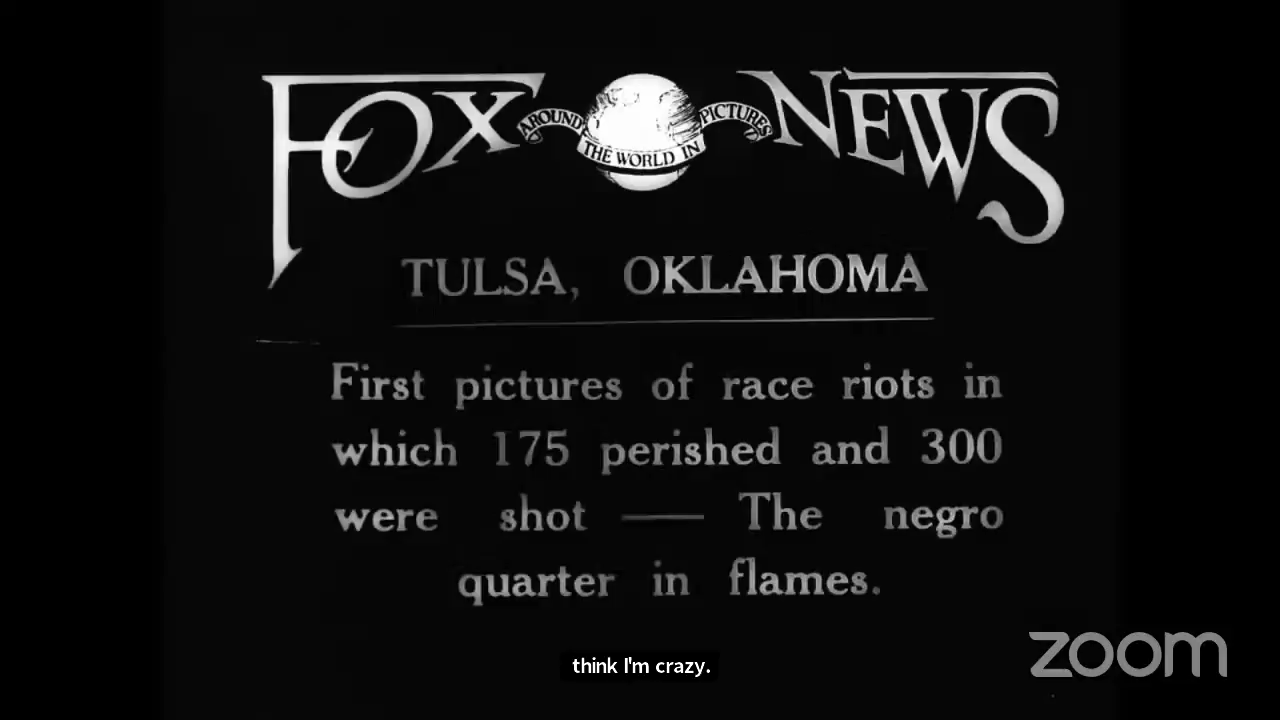 FOX NEWS
AROUND THE WORLD IN PICTURES
TULSA, OKLAHOMA
First pictures of race riots in
which 175 perished and 300
were shot — The negro
quarter in flames.
think I'm crazy.
zoom